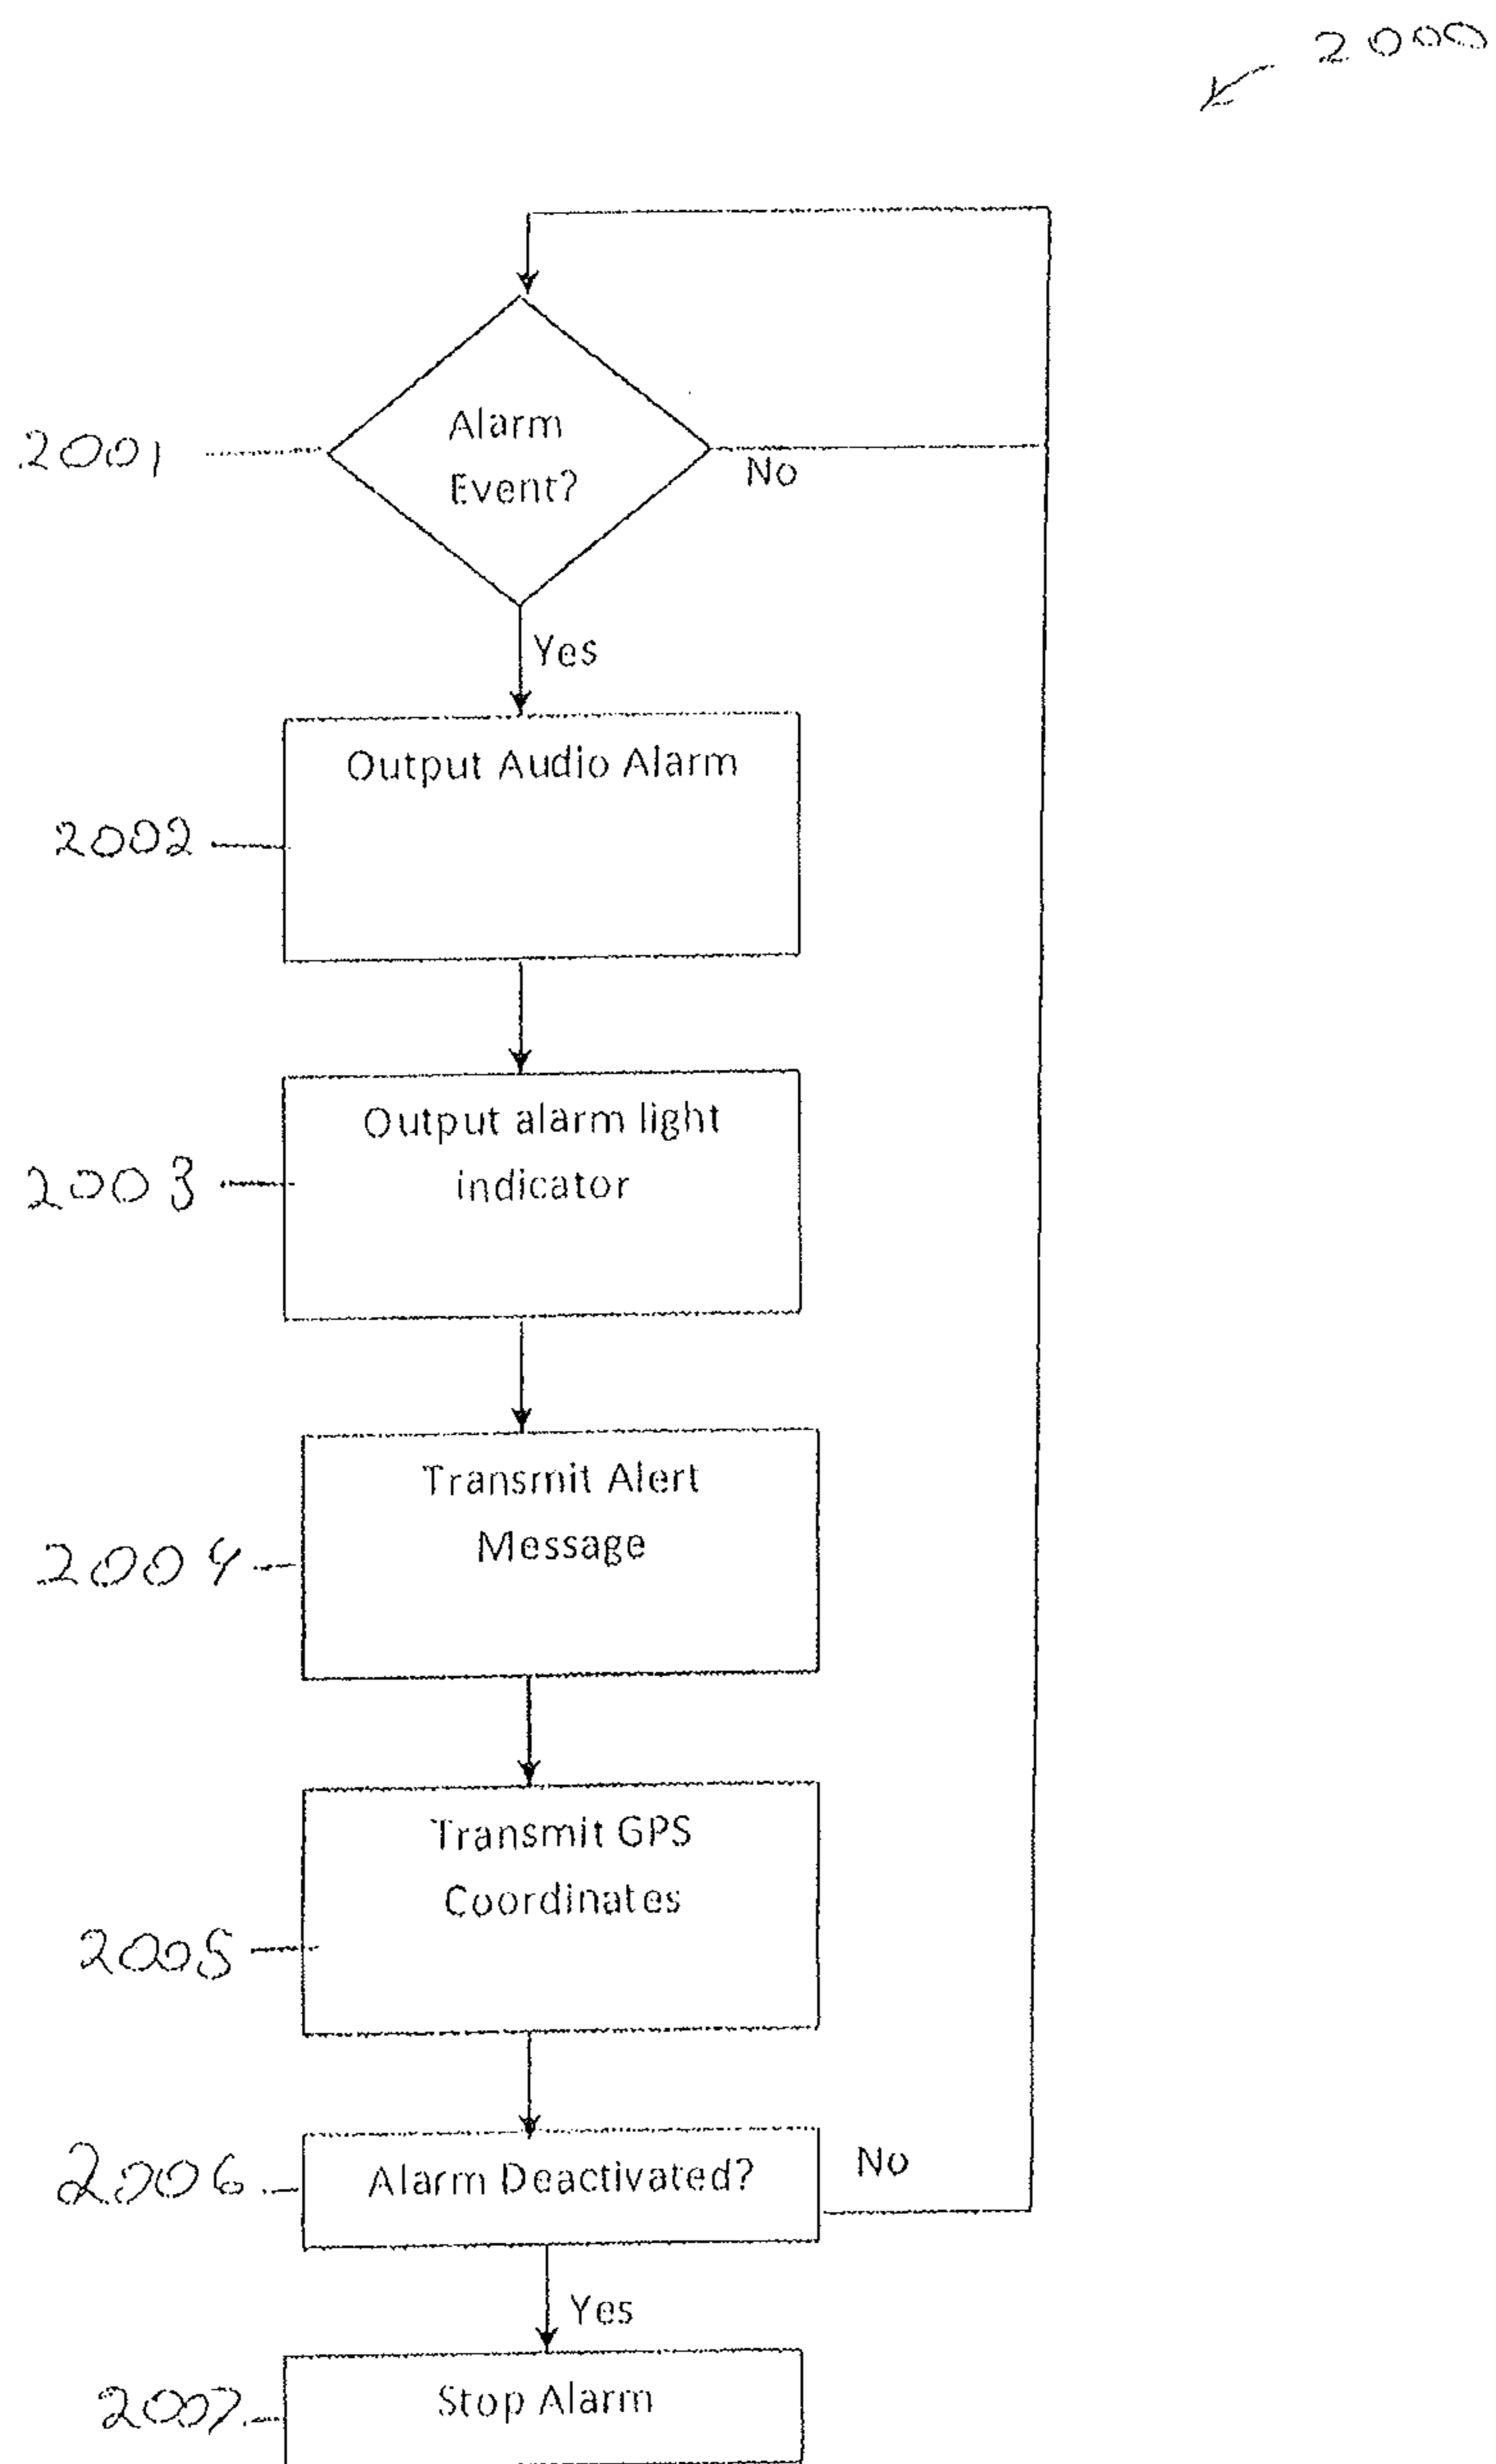 2000
Alarm
Event?
2001
No
Yes
Output Audio Alarm
2002
Output alarm light
indicator
2003
Transmit Alert
Message
2004
Transmit GPS
Coordinates
2005
2006
Alarm Deactivated?
No
Yes
Stop Alarm
2007